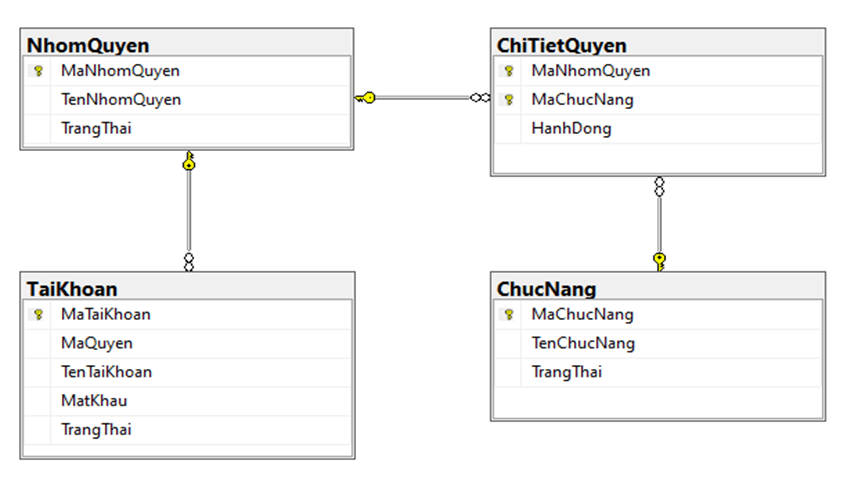 NhomQuyen
MaNhomQuyen
TenNhomQuyen
TrangThai
ChiTietQuyen
MaNhomQuyen
MaChucNang
HanhDong
TaiKhoan
MaTaiKhoan
MaQuyen
TenTaiKhoan
MatKhau
TrangThai
ChucNang
MaChucNang
TenChucNang
TrangThai